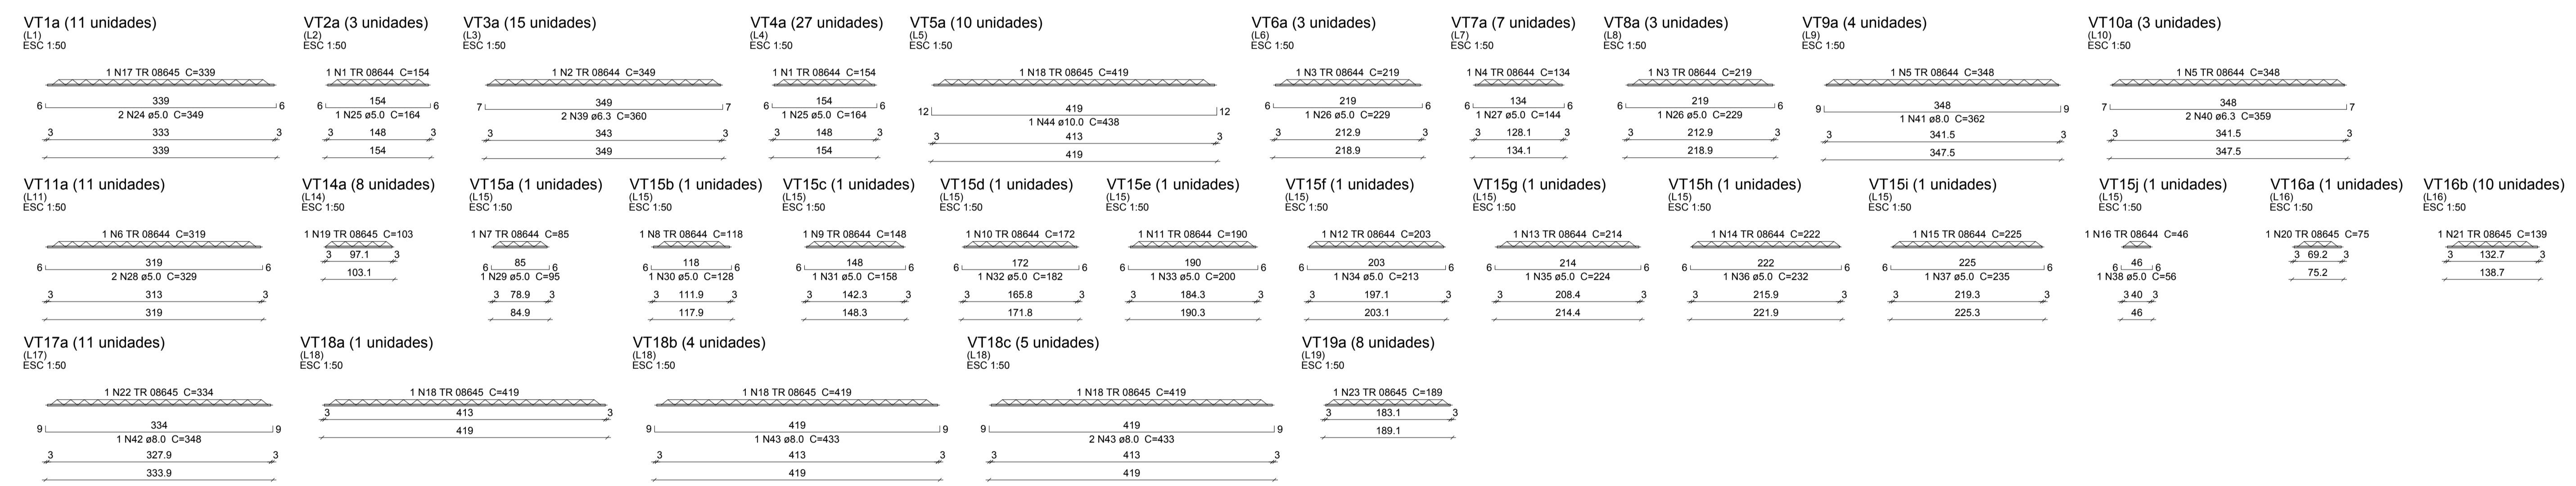 VT1a (11 unidades)
(L1)
ESC 1:50
1 N17 TR 08645 C=339
6 339 6
2 N24 ø5.0 C=349
3 333 3
339
VT2a (3 unidades)
(L2)
ESC 1:50
1 N1 TR 08644 C=154
6 154 6
1 N25 ø5.0 C=164
3 148 3
154
VT3a (15 unidades)
(L3)
ESC 1:50
1 N2 TR 08644 C=349
7 349 7
2 N39 ø6.3 C=360
3 343 3
349
VT4a (27 unidades)
(L4)
ESC 1:50
1 N1 TR 08644 C=154
6 154 6
1 N25 ø5.0 C=164
3 148 3
154
VT5a (10 unidades)
(L5)
ESC 1:50
1 N18 TR 08645 C=419
12 419 12
1 N44 ø10.0 C=438
3 413 3
419
VT6a (3 unidades)
(L6)
ESC 1:50
1 N3 TR 08644 C=219
6 219 6
1 N26 ø5.0 C=229
3 212.9 3
218.9
VT7a (7 unidades)
(L7)
ESC 1:50
1 N4 TR 08644 C=134
6 134 6
1 N27 ø5.0 C=144
3 128.1 3
134.1
VT8a (3 unidades)
(L8)
ESC 1:50
1 N3 TR 08644 C=219
6 219 6
1 N26 ø5.0 C=229
3 212.9 3
218.9
VT9a (4 unidades)
(L9)
ESC 1:50
1 N5 TR 08644 C=348
9 348 9
1 N41 ø8.0 C=362
3 341.5 3
347.5
VT10a (3 unidades)
(L10)
ESC 1:50
1 N5 TR 08644 C=348
7 348 7
2 N40 ø6.3 C=359
3 341.5 3
347.5
VT11a (11 unidades)
(L11)
ESC 1:50
1 N6 TR 08644 C=319
6 319 6
2 N28 ø5.0 C=329
3 313 3
319
VT14a (8 unidades)
(L14)
ESC 1:50
1 N19 TR 08645 C=103
3 97.1 3
103.1
VT15a (1 unidades)
(L15)
ESC 1:50
1 N7 TR 08644 C=85
6 85 6
1 N29 ø5.0 C=95
3 78.9 3
84.9
VT15b (1 unidades)
(L15)
ESC 1:50
1 N8 TR 08644 C=118
6 118 6
1 N30 ø5.0 C=128
3 111.9 3
117.9
VT15c (1 unidades)
(L15)
ESC 1:50
1 N9 TR 08644 C=148
6 148 6
1 N31 ø5.0 C=158
3 142.3 3
148.3
VT15d (1 unidades)
(L15)
ESC 1:50
1 N10 TR 08644 C=172
6 172 6
1 N32 ø5.0 C=182
3 165.8 3
171.8
VT15e (1 unidades)
(L15)
ESC 1:50
1 N11 TR 08644 C=190
6 190 6
1 N33 ø5.0 C=200
3 184.3 3
190.3
VT15f (1 unidades)
(L15)
ESC 1:50
1 N12 TR 08644 C=203
6 203 6
1 N34 ø5.0 C=213
3 197.1 3
203.1
VT15g (1 unidades)
(L15)
ESC 1:50
1 N13 TR 08644 C=214
6 214 6
1 N35 ø5.0 C=224
3 208.4 3
214.4
VT15h (1 unidades)
(L15)
ESC 1:50
1 N14 TR 08644 C=222
6 222 6
1 N36 ø5.0 C=232
3 215.9 3
221.9
VT15i (1 unidades)
(L15)
ESC 1:50
1 N15 TR 08644 C=225
6 225 6
1 N37 ø5.0 C=235
3 219.3 3
225.3
VT15j (1 unidades)
(L15)
ESC 1:50
1 N16 TR 08644 C=46
6 46 6
1 N38 ø5.0 C=56
3 40 3
46
VT16a (1 unidades)
(L16)
ESC 1:50
1 N20 TR 08645 C=75
3 69.2 3
75.2
VT16b (10 unidades)
(L16)
ESC 1:50
1 N21 TR 08645 C=139
3 132.7 3
138.7
VT17a (11 unidades)
(L17)
ESC 1:50
1 N22 TR 08645 C=334
9 334 9
1 N42 ø8.0 C=348
3 327.9 3
333.9
VT18a (1 unidades)
(L18)
ESC 1:50
1 N18 TR 08645 C=419
3 413 3
419
VT18b (4 unidades)
(L18)
ESC 1:50
1 N18 TR 08645 C=419
9 419 9
1 N43 ø8.0 C=433
3 413 3
419
VT18c (5 unidades)
(L18)
ESC 1:50
1 N18 TR 08645 C=419
9 419 9
2 N43 ø8.0 C=433
3 413 3
419
VT19a (8 unidades)
(L19)
ESC 1:50
1 N23 TR 08645 C=189
3 183.1 3
189.1